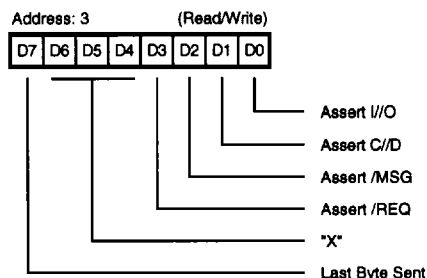 Address: 3 (Read/Write)
D7 D6 D5 D4 D3 D2 D1 D0
Assert I//O
Assert C//D
Assert /MSG
Assert /REQ
"X"
Last Byte Sent